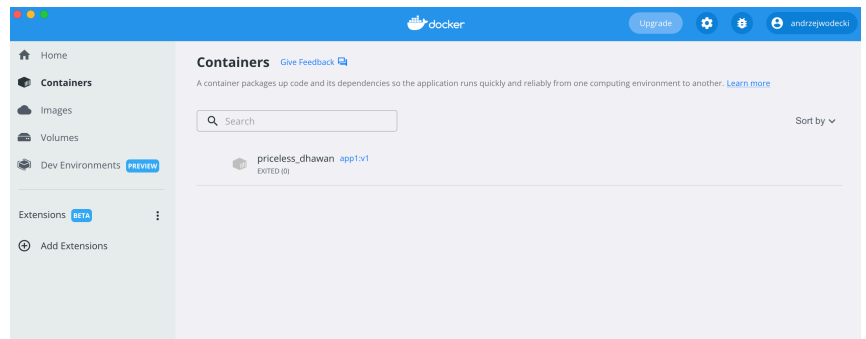 docker
Upgrade
andrzejwodecki
Home
Containers
Images
Volumes
Dev Environments PREVIEW
Extensions BETA
Add Extensions
Containers Give Feedback
A container packages up code and its dependencies so the application runs quickly and reliably from one computing environment to another. Learn more
Search
Sort by
priceless_dhawan app1:v1
EXITED (0)